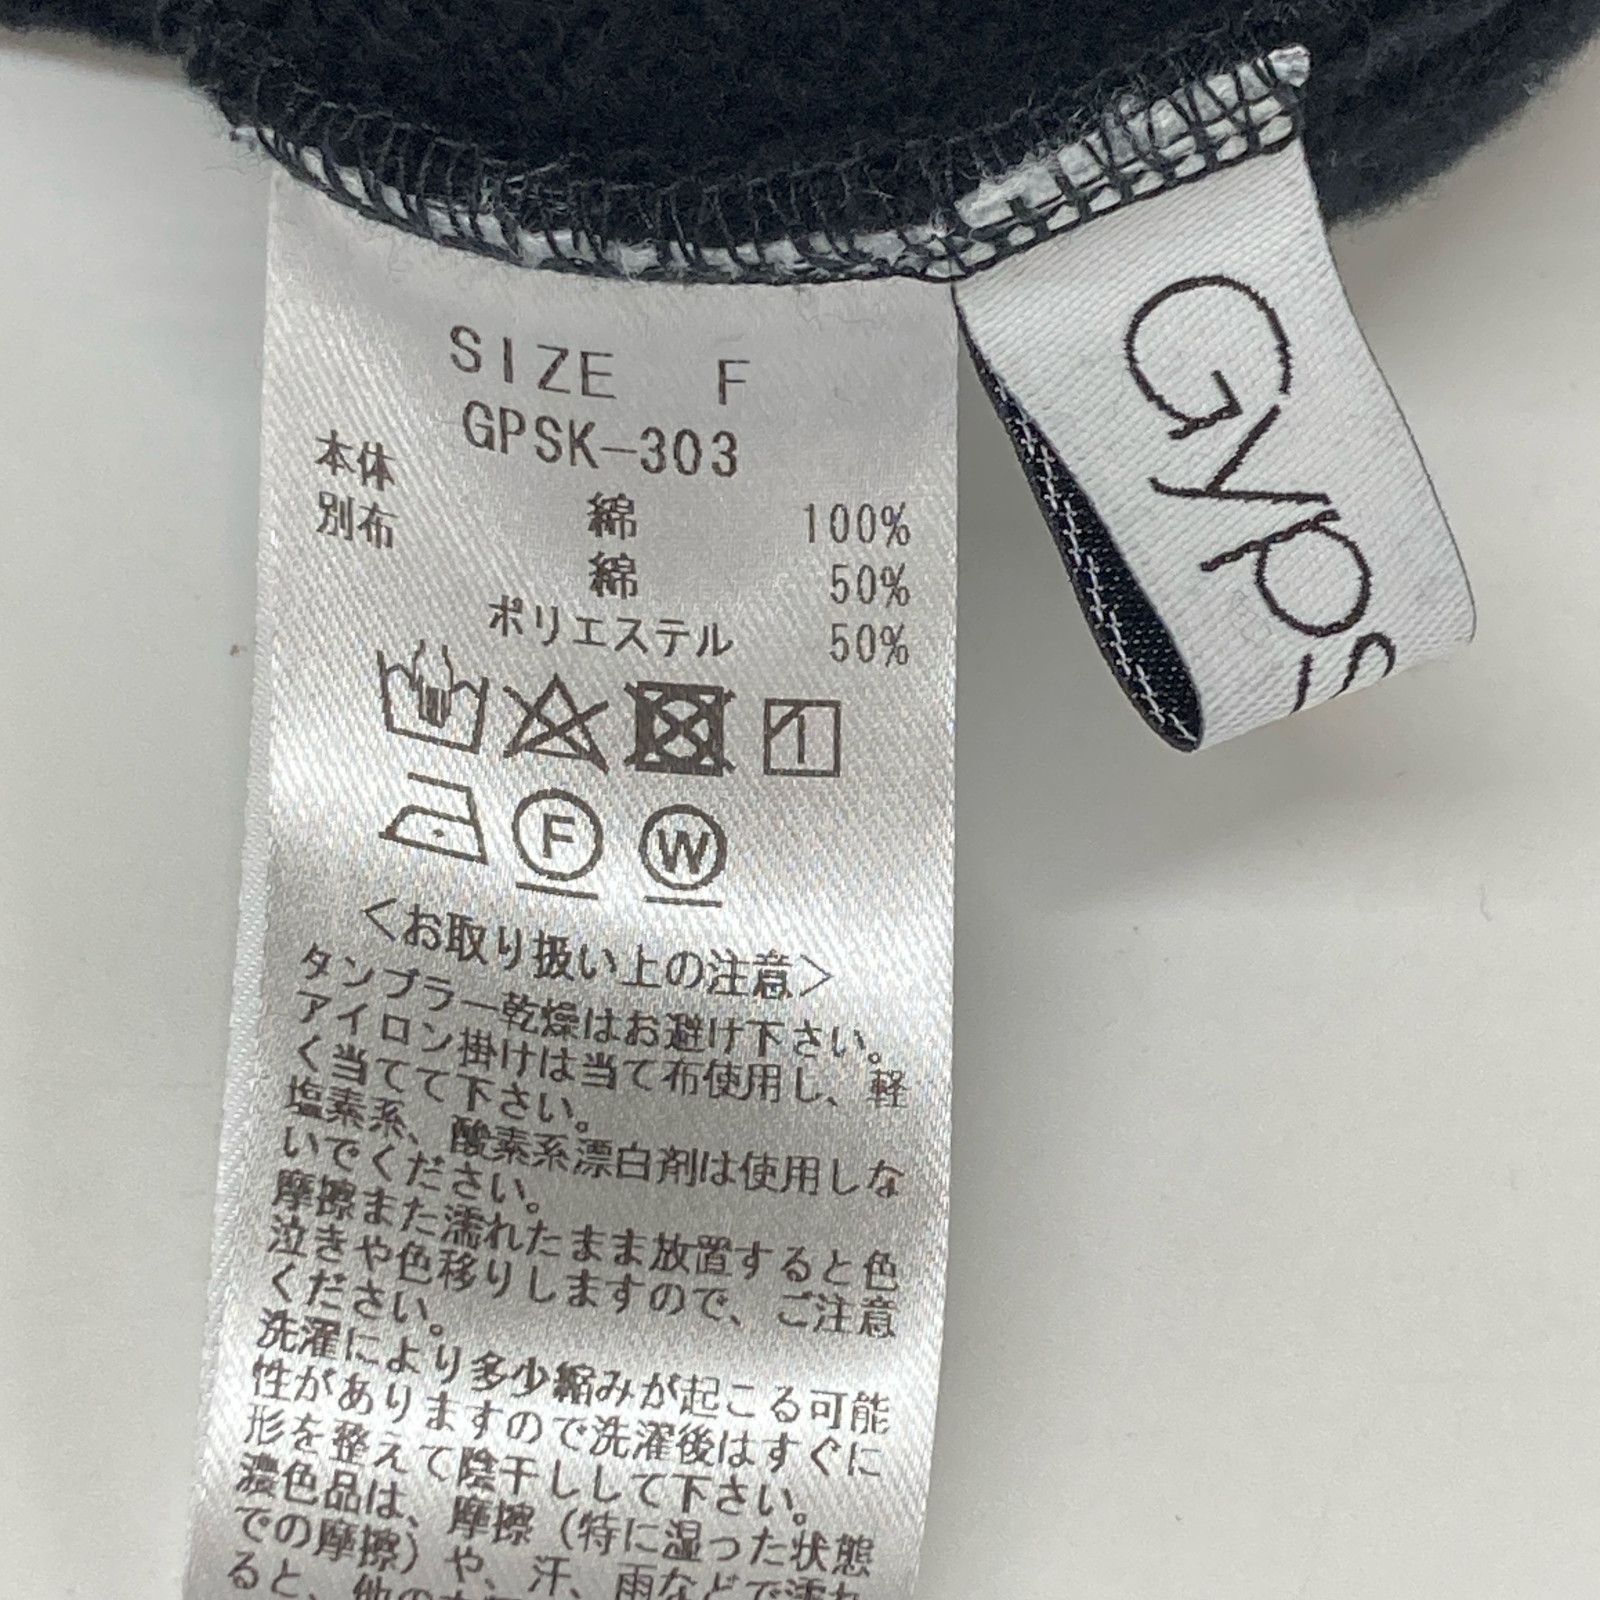 SIZE F
GPSK-303
本体 綿 100%
別布 綿 50%
ポリエステル 50%
1
F W
<お取り扱い上の注意>
タンブラー乾燥はお避け下さい。
アイロン掛けは当て布使用し、軽
く当てて下さい。
塩素系、酸素系漂白剤は使用しな
いでください。
摩擦また濡れたまま放置すると色
泣きや色移りしますので、ご注意
ください。
洗濯により多少縮みが起こる可能
性がありますので洗濯後はすぐに
形を整えて陰干しして下さい。
濃色品は、摩擦(特に湿った状態
での摩擦)や、汗、雨などで濡れ
ると、他の
Gyps